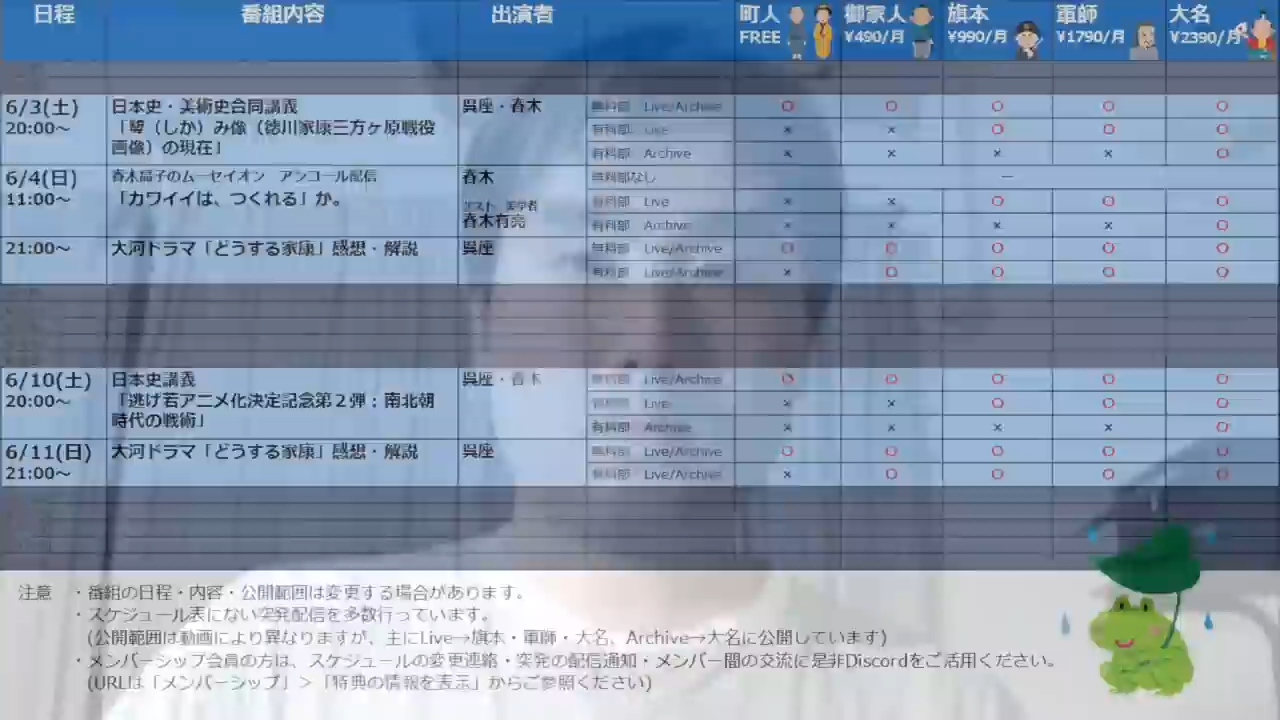 日程 番組内容 出演者 町人 御家人 旗本 軍師 大名
FREE ¥490/月 ¥990/月 ¥1790/月 ¥2390/月
6/3(土) 日本史・美術史合同講義 呉座・春木 無料部 Live/Archive ○ ○ ○ ○ ○
20:00～ 「顰（しかみ）像（徳川家康三方ヶ原戦役 有料部 Live × × ○ ○ ○
画像）の現在」 有料部 Archive × × × × ○
6/4(日) 春木晶子のムーセイオン アンコール配信 春木 無料部なし －
11:00～ 「カワイイは、つくれる」か。 ゲスト 美学者 有料部 Live × × ○ ○ ○
春木有亮 有料部 Archive × × × × ○
21:00～ 大河ドラマ「どうする家康」感想・解説 呉座 無料部 Live/Archive ○ ○ ○ ○ ○
有料部 Live/Archive × ○ ○ ○ ○
6/10(土) 日本史講義 呉座・春木 無料部 Live/Archive ○ ○ ○ ○ ○
20:00～ 「逃げ若アニメ化決定記念第２弾：南北朝 有料部 Live × × ○ ○ ○
時代の戦術」 有料部 Archive × × × × ○
6/11(日) 大河ドラマ「どうする家康」感想・解説 呉座 無料部 Live/Archive ○ ○ ○ ○ ○
21:00～ 有料部 Live/Archive × ○ ○ ○ ○
注意 ・番組の日程・内容・公開範囲は変更する場合があります。
・スケジュール表にない突発配信を多数行っています。
(公開範囲は動画により異なりますが、主にLive→旗本・軍師・大名、Archive→大名に公開しています)
・メンバーシップ会員の方は、スケジュールの変更連絡・突発の配信通知・メンバー間の交流に是非Discordをご活用ください。
(URLは「メンバーシップ」＞「特典の情報を表示」からご参照ください)